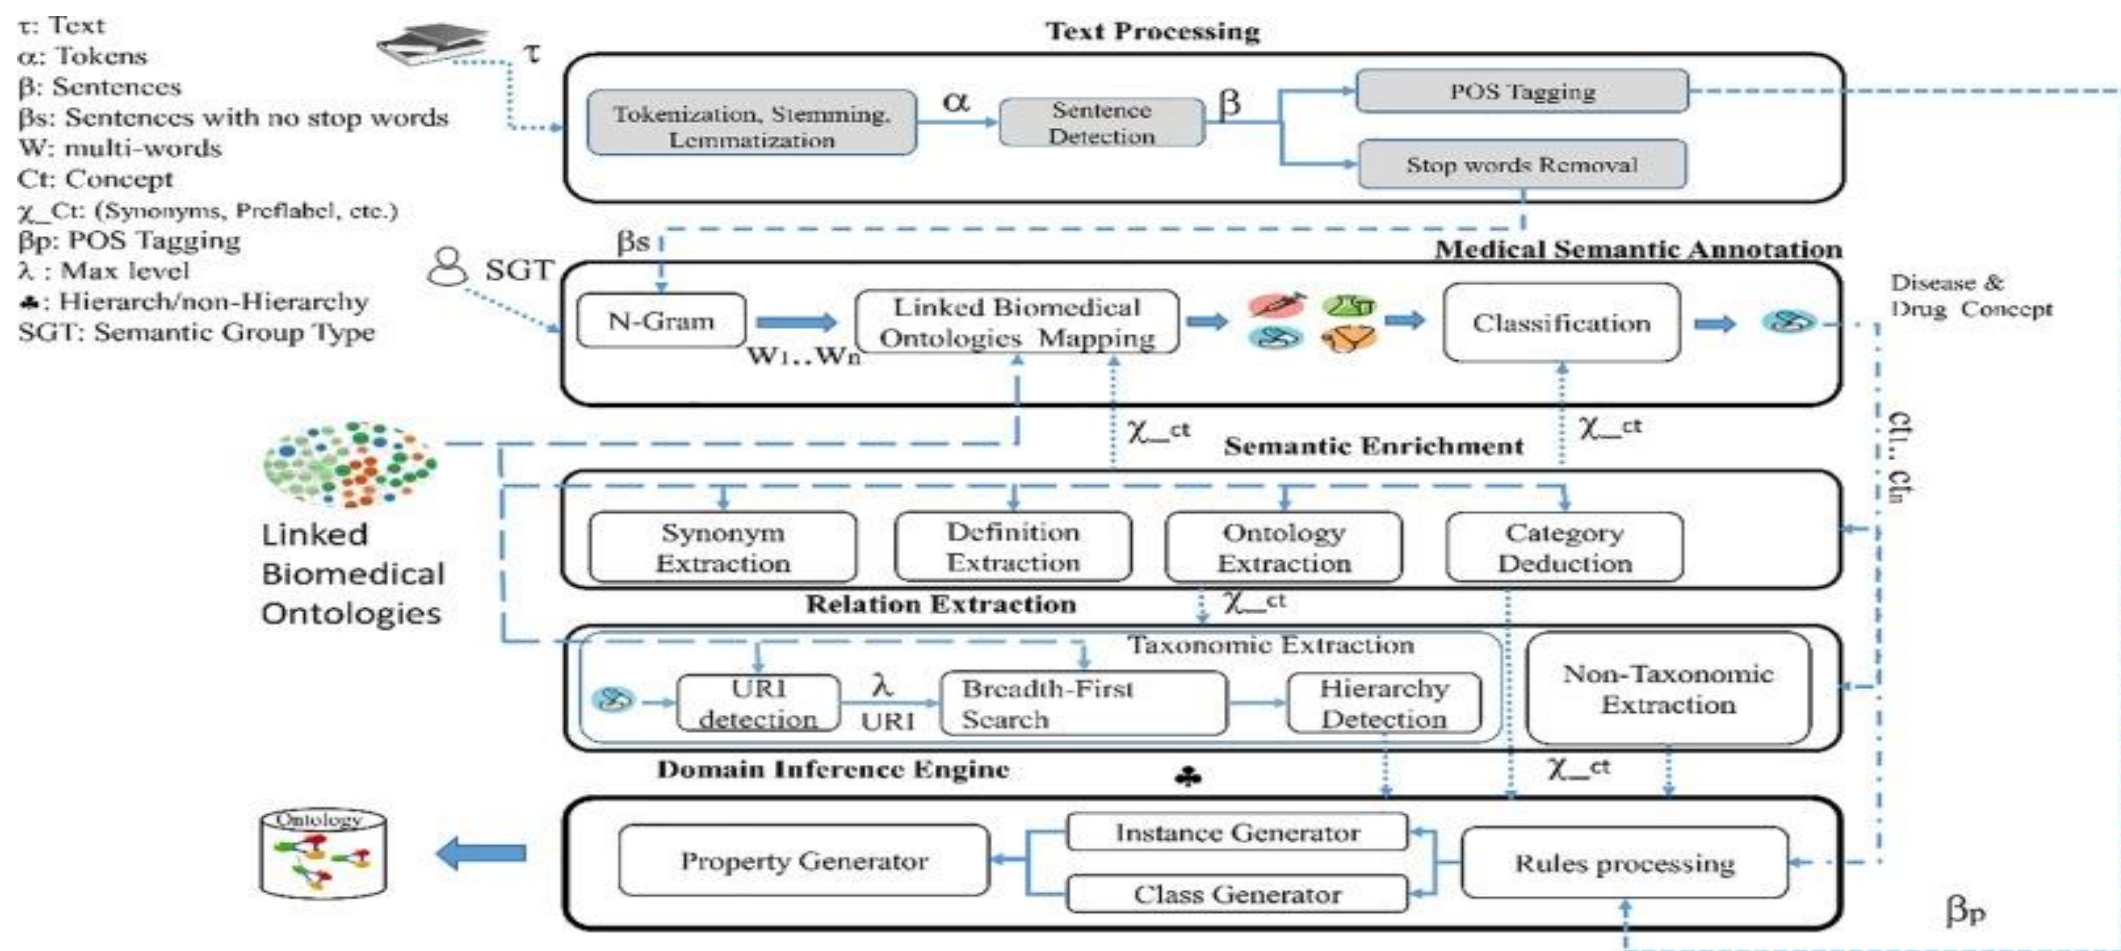 τ: Text
α: Tokens
β: Sentences
βs: Sentences with no stop words
W: multi-words
Ct: Concept
χ_Ct: (Synonyms, Preflabel, etc.)
βp: POS Tagging
λ : Max level
♣: Hierarch/non-Hierarchy
SGT: Semantic Group Type
τ
Text Processing
Tokenization, Stemming,
Lemmatization
α
Sentence
Detection
β
POS Tagging
Stop words Removal
βs
SGT
Medical Semantic Annotation
N-Gram
W1..Wn
Linked Biomedical
Ontologies Mapping
Classification
Disease &
Drug Concept
χ_ct
χ_ct
ct1.. ctn
Linked
Biomedical
Ontologies
Semantic Enrichment
Synonym
Extraction
Definition
Extraction
Ontology
Extraction
Category
Deduction
Relation Extraction
χ_ct
Taxonomic Extraction
URI
detection
λ
URI
Breadth-First
Search
Hierarchy
Detection
Non-Taxonomic
Extraction
Domain Inference Engine
♣
χ_ct
Ontology
Property Generator
Instance Generator
Class Generator
Rules processing
βp